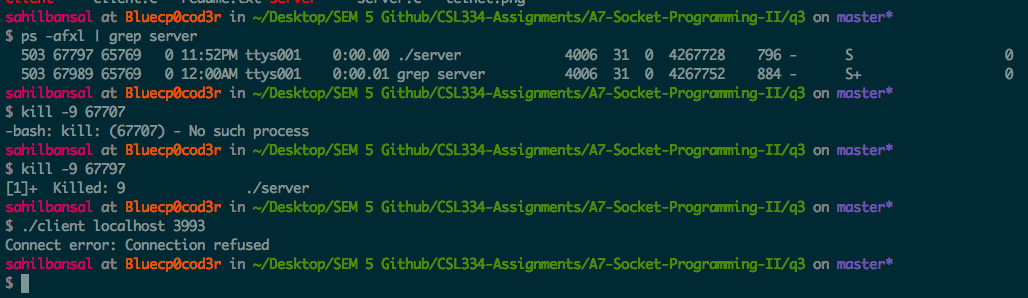 client client.c readme.txt server server.c telnet.png
sahilbansal at Bluecp0cod3r in ~/Desktop/SEM 5 Github/CSL334-Assignments/A7-Socket-Programming-II/q3 on master*
$ ps -afxl | grep server
503 67797 65769 0 11:52PM ttys001 0:00.00 ./server 4006 31 0 4267728 796 - S 0
503 67989 65769 0 12:00AM ttys001 0:00.01 grep server 4006 31 0 4267752 884 - S+ 0
sahilbansal at Bluecp0cod3r in ~/Desktop/SEM 5 Github/CSL334-Assignments/A7-Socket-Programming-II/q3 on master*
$ kill -9 67707
-bash: kill: (67707) - No such process
sahilbansal at Bluecp0cod3r in ~/Desktop/SEM 5 Github/CSL334-Assignments/A7-Socket-Programming-II/q3 on master*
$ kill -9 67797
[1]+ Killed: 9 ./server
sahilbansal at Bluecp0cod3r in ~/Desktop/SEM 5 Github/CSL334-Assignments/A7-Socket-Programming-II/q3 on master*
$ ./client localhost 3993
Connect error: Connection refused
sahilbansal at Bluecp0cod3r in ~/Desktop/SEM 5 Github/CSL334-Assignments/A7-Socket-Programming-II/q3 on master*
$